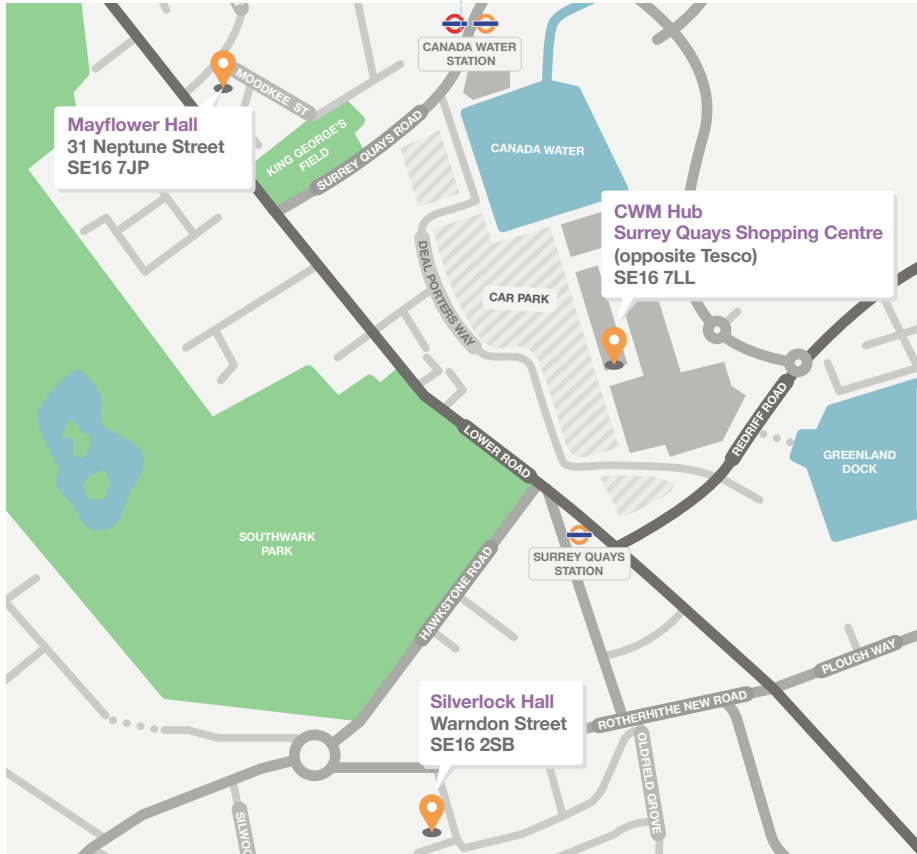 CANADA WATER
STATION
MOODKEE ST
Mayflower Hall
31 Neptune Street
SE16 7JP
KING GEORGE'S
FIELD
SURREY QUAYS ROAD
CANADA WATER
CWM Hub
Surrey Quays Shopping Centre
(opposite Tesco)
SE16 7LL
DEAL PORTERS WAY
CAR PARK
LOWER ROAD
REDRIFF ROAD
GREENLAND
DOCK
SOUTHWARK
PARK
SURREY QUAYS
STATION
HAWKSTONE ROAD
PLOUGH WAY
Silverlock Hall
Warndon Street
SE16 2SB
ROTHERHITHE NEW ROAD
OLDFIELD GROVE
SILWO